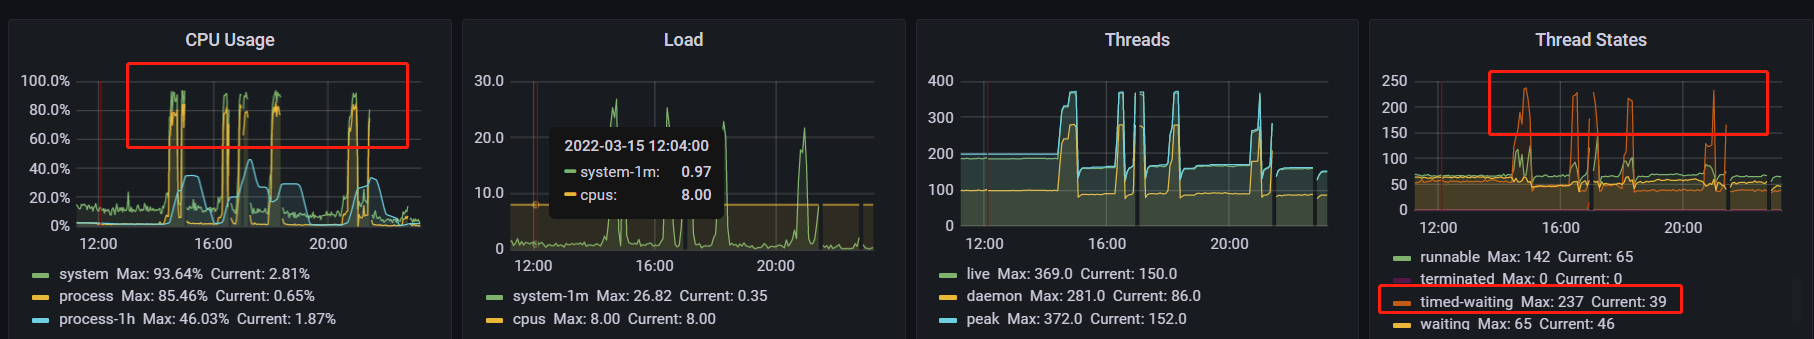 CPU Usage
100.0%
80.0%
60.0%
40.0%
20.0%
0%
12:00
16:00
20:00
system Max: 93.64% Current: 2.81%
process Max: 85.46% Current: 0.65%
process-1h Max: 46.03% Current: 1.87%
Load
30.0
20.0
10.0
0
2022-03-15 12:04:00
system-1m: 0.97
cpus: 8.00
12:00
16:00
20:00
system-1m Max: 26.82 Current: 0.35
cpus Max: 8.00 Current: 8.00
Threads
400
300
200
100
0
12:00
16:00
20:00
live Max: 369.0 Current: 150.0
daemon Max: 281.0 Current: 86.0
peak Max: 372.0 Current: 152.0
Thread States
250
200
150
100
50
0
12:00
16:00
20:00
runnable Max: 142 Current: 65
terminated Max: 0 Current: 0
timed-waiting Max: 237 Current: 39
waiting Max: 65 Current: 46